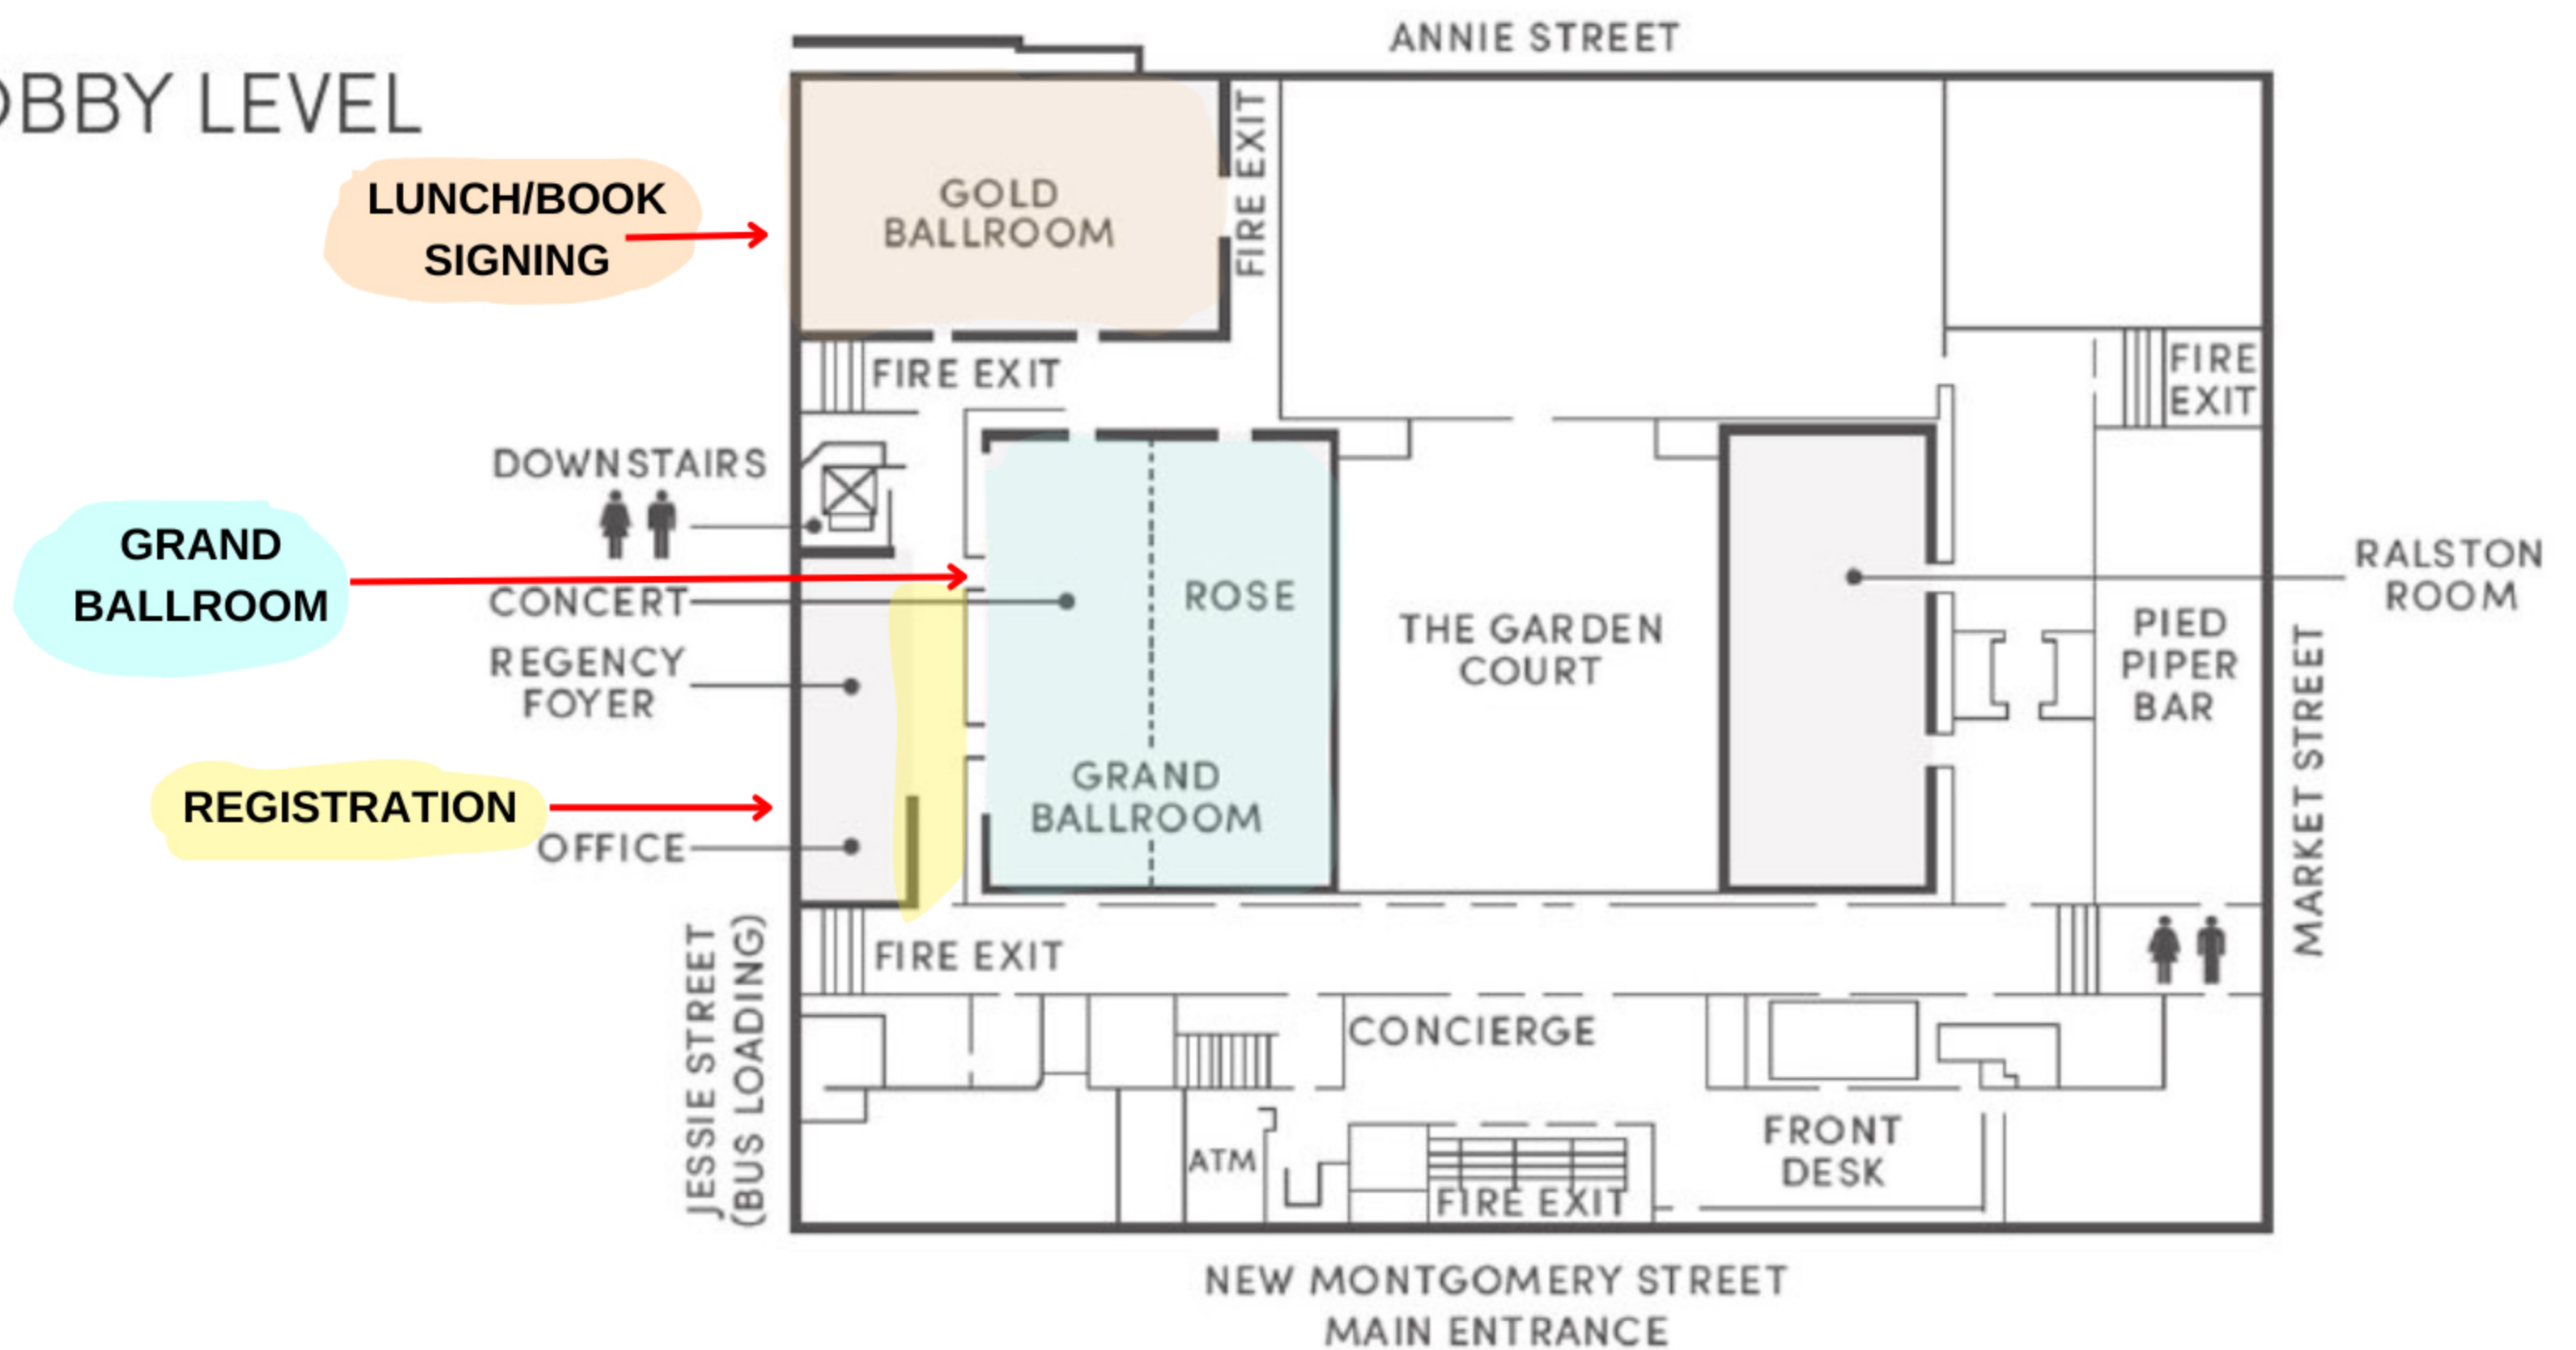 ANNIE STREET
OBBY LEVEL
LUNCH/BOOK
SIGNING
GOLD
BALLROOM
FIRE EXIT
FIRE EXIT
FIRE
EXIT
DOWNSTAIRS
GRAND
BALLROOM
CONCERT
ROSE
REGENCY
FOYER
THE GARDEN
COURT
RALSTON
ROOM
PIED
PIPER
BAR
MARKET STREET
REGISTRATION
OFFICE
GRAND
BALLROOM
JESSIE STREET
(BUS LOADING)
FIRE EXIT
CONCIERGE
ATM
FIRE EXIT
FRONT
DESK
NEW MONTGOMERY STREET
MAIN ENTRANCE